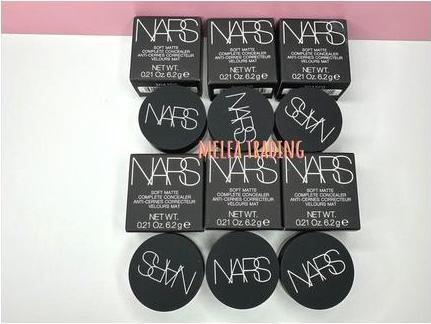 NARS NARS NARS
SOFT MATTE SOFT MATTE SOFT MATTE
COMPLETE CONCEALER COMPLETE CONCEALER COMPLETE CONCEALER
ANTI-CERNES CORRECTEUR ANTI-CERNES CORRECTEUR ANTI-CERNES CORRECTEUR
VELOURS MAT VELOURS MAT VELOURS MAT
NET WT. NET WT. NET WT.
0.21 OZ. 6.2g e 0.21 OZ. 6.2g e 0.21 OZ. 6.2g e
NARS NARS NARS
MELFA TRADING
NARS NARS NARS
SOFT MATTE SOFT MATTE SOFT MATTE
COMPLETE CONCEALER COMPLETE CONCEALER COMPLETE CONCEALER
ANTI-CERNES CORRECTEUR ANTI-CERNES CORRECTEUR ANTI-CERNES CORRECTEUR
VELOURS MAT VELOURS MAT VELOURS MAT
NET WT. NET WT. NET WT.
0.21 OZ. 6.2g e 0.21 OZ. 6.2g e 0.21 OZ. 6.2g e
NARS NARS NARS